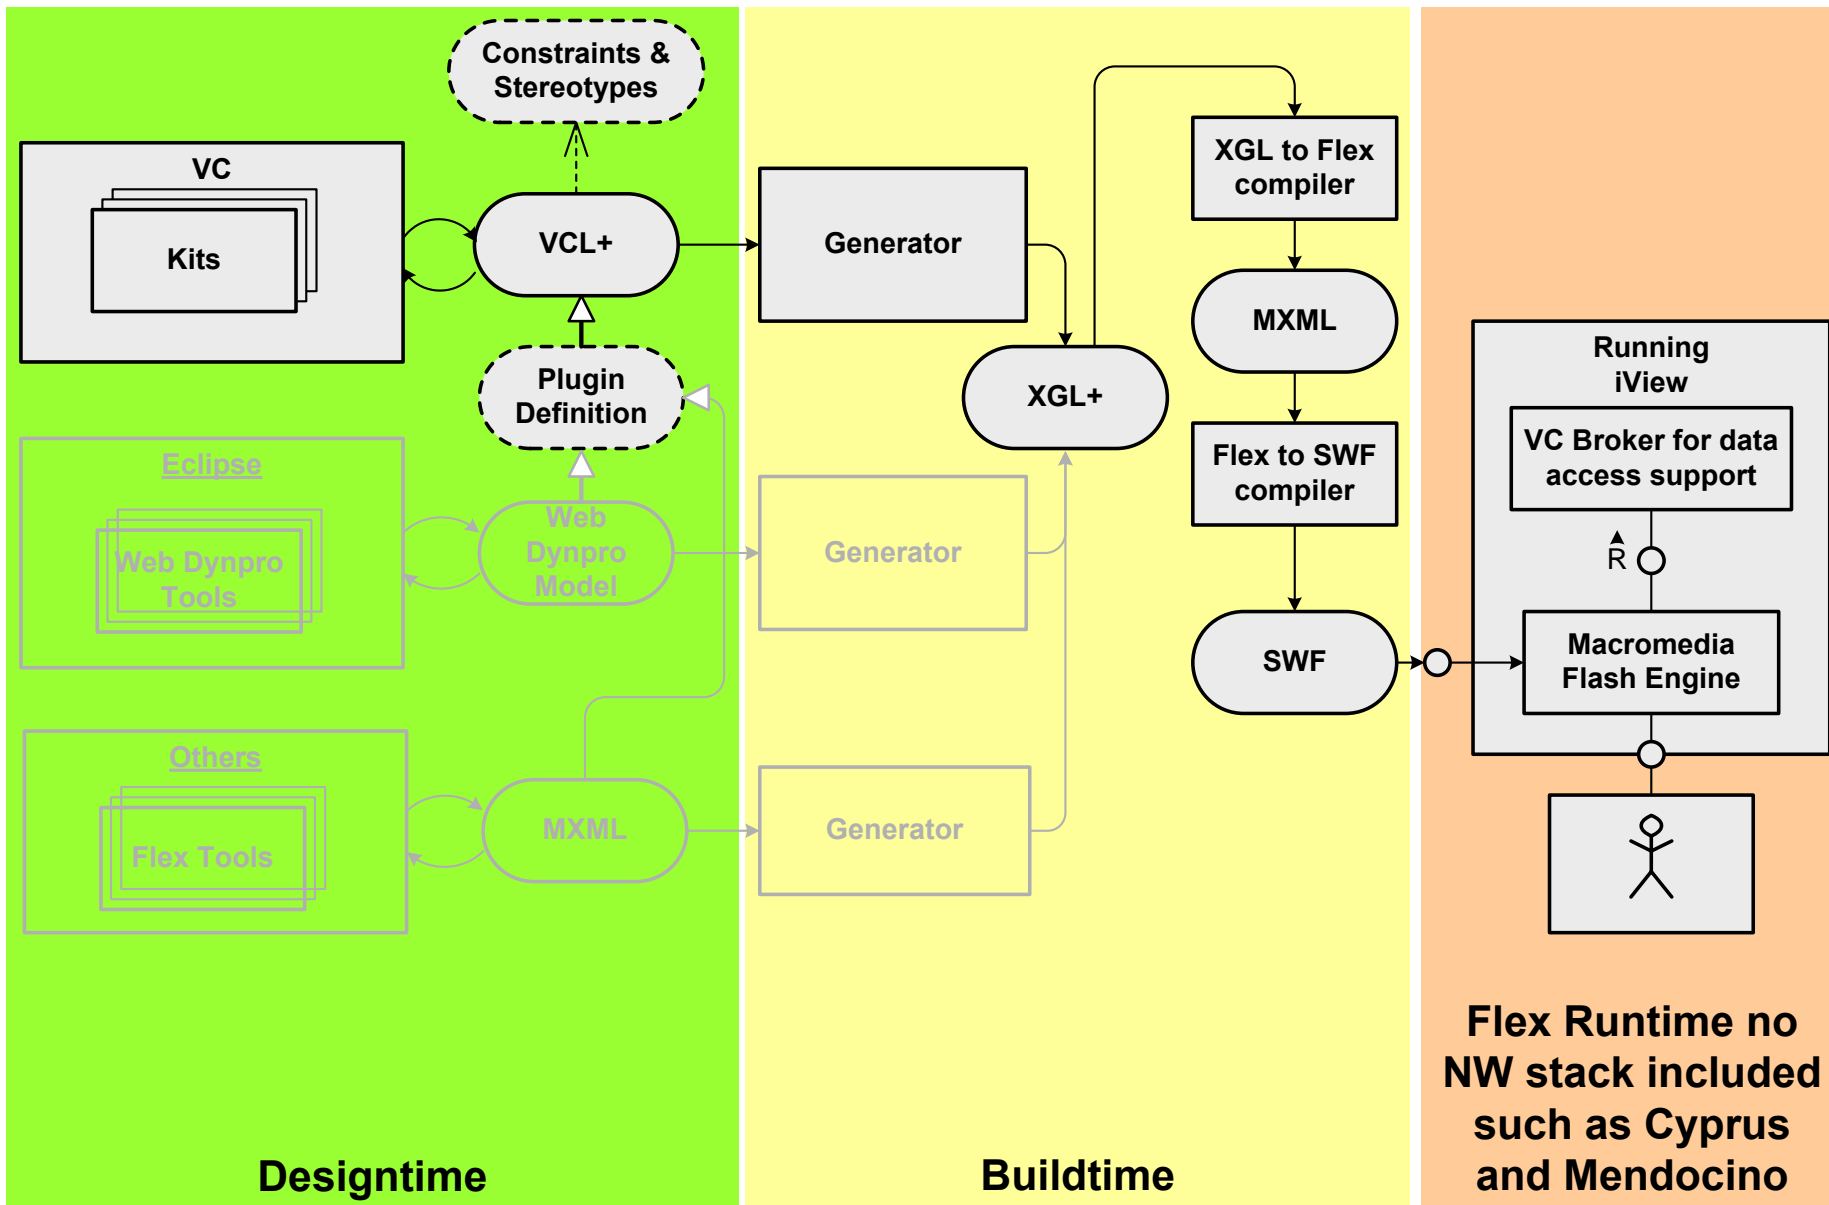 Constraints &
Stereotypes
VC
Kits
VCL+
Plugin
Definition
Eclipse
Web Dynpro
Tools
Web
Dynpro
Model
Others
Flex Tools
MXML
Designtime
Generator
XGL+
Generator
Generator
XGL to Flex
compiler
MXML
Flex to SWF
compiler
SWF
Buildtime
Running
iView
VC Broker for data
access support
R
Macromedia
Flash Engine
Flex Runtime no
NW stack included
such as Cyprus
and Mendocino